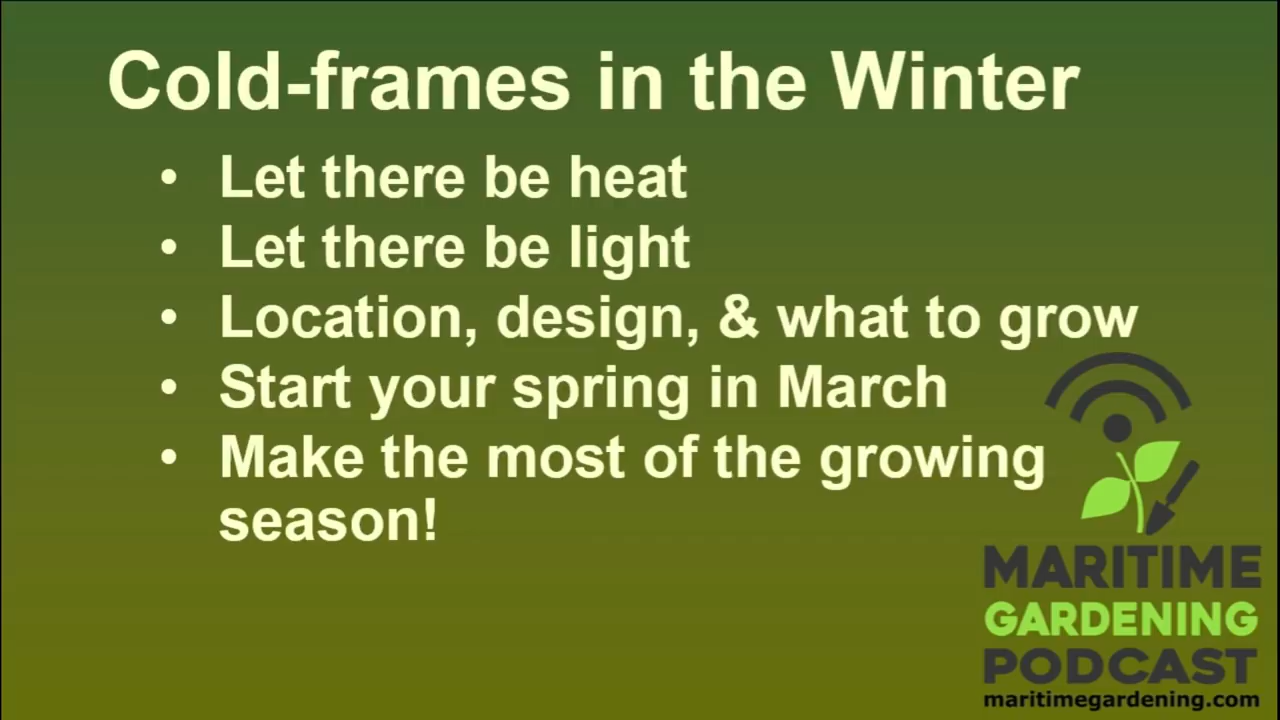 Cold-frames in the Winter
• Let there be heat
• Let there be light
• Location, design, & what to grow
• Start your spring in March
• Make the most of the growing
season!
MARITIME
GARDENING
PODCAST
maritimegardening.com